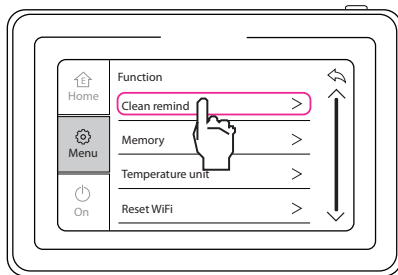 E
Home
Menu
On
Function
Clean remind
Memory
Temperature unit
Reset WiFi